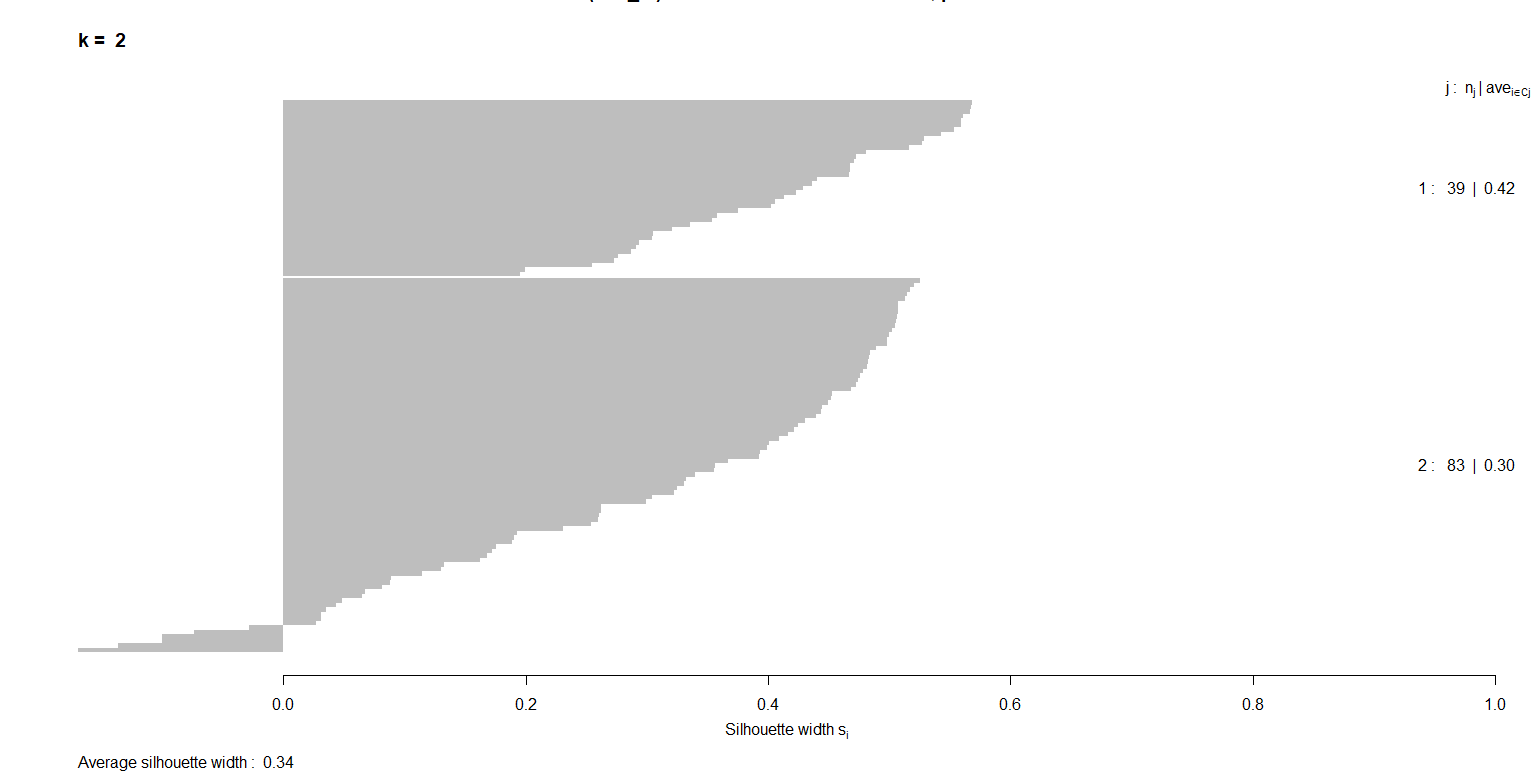 k = 2
j : nj | avei∈Cj
1 : 39 | 0.42
2 : 83 | 0.30
0.0 0.2 0.4 0.6 0.8 1.0
Silhouette width si
Average silhouette width : 0.34